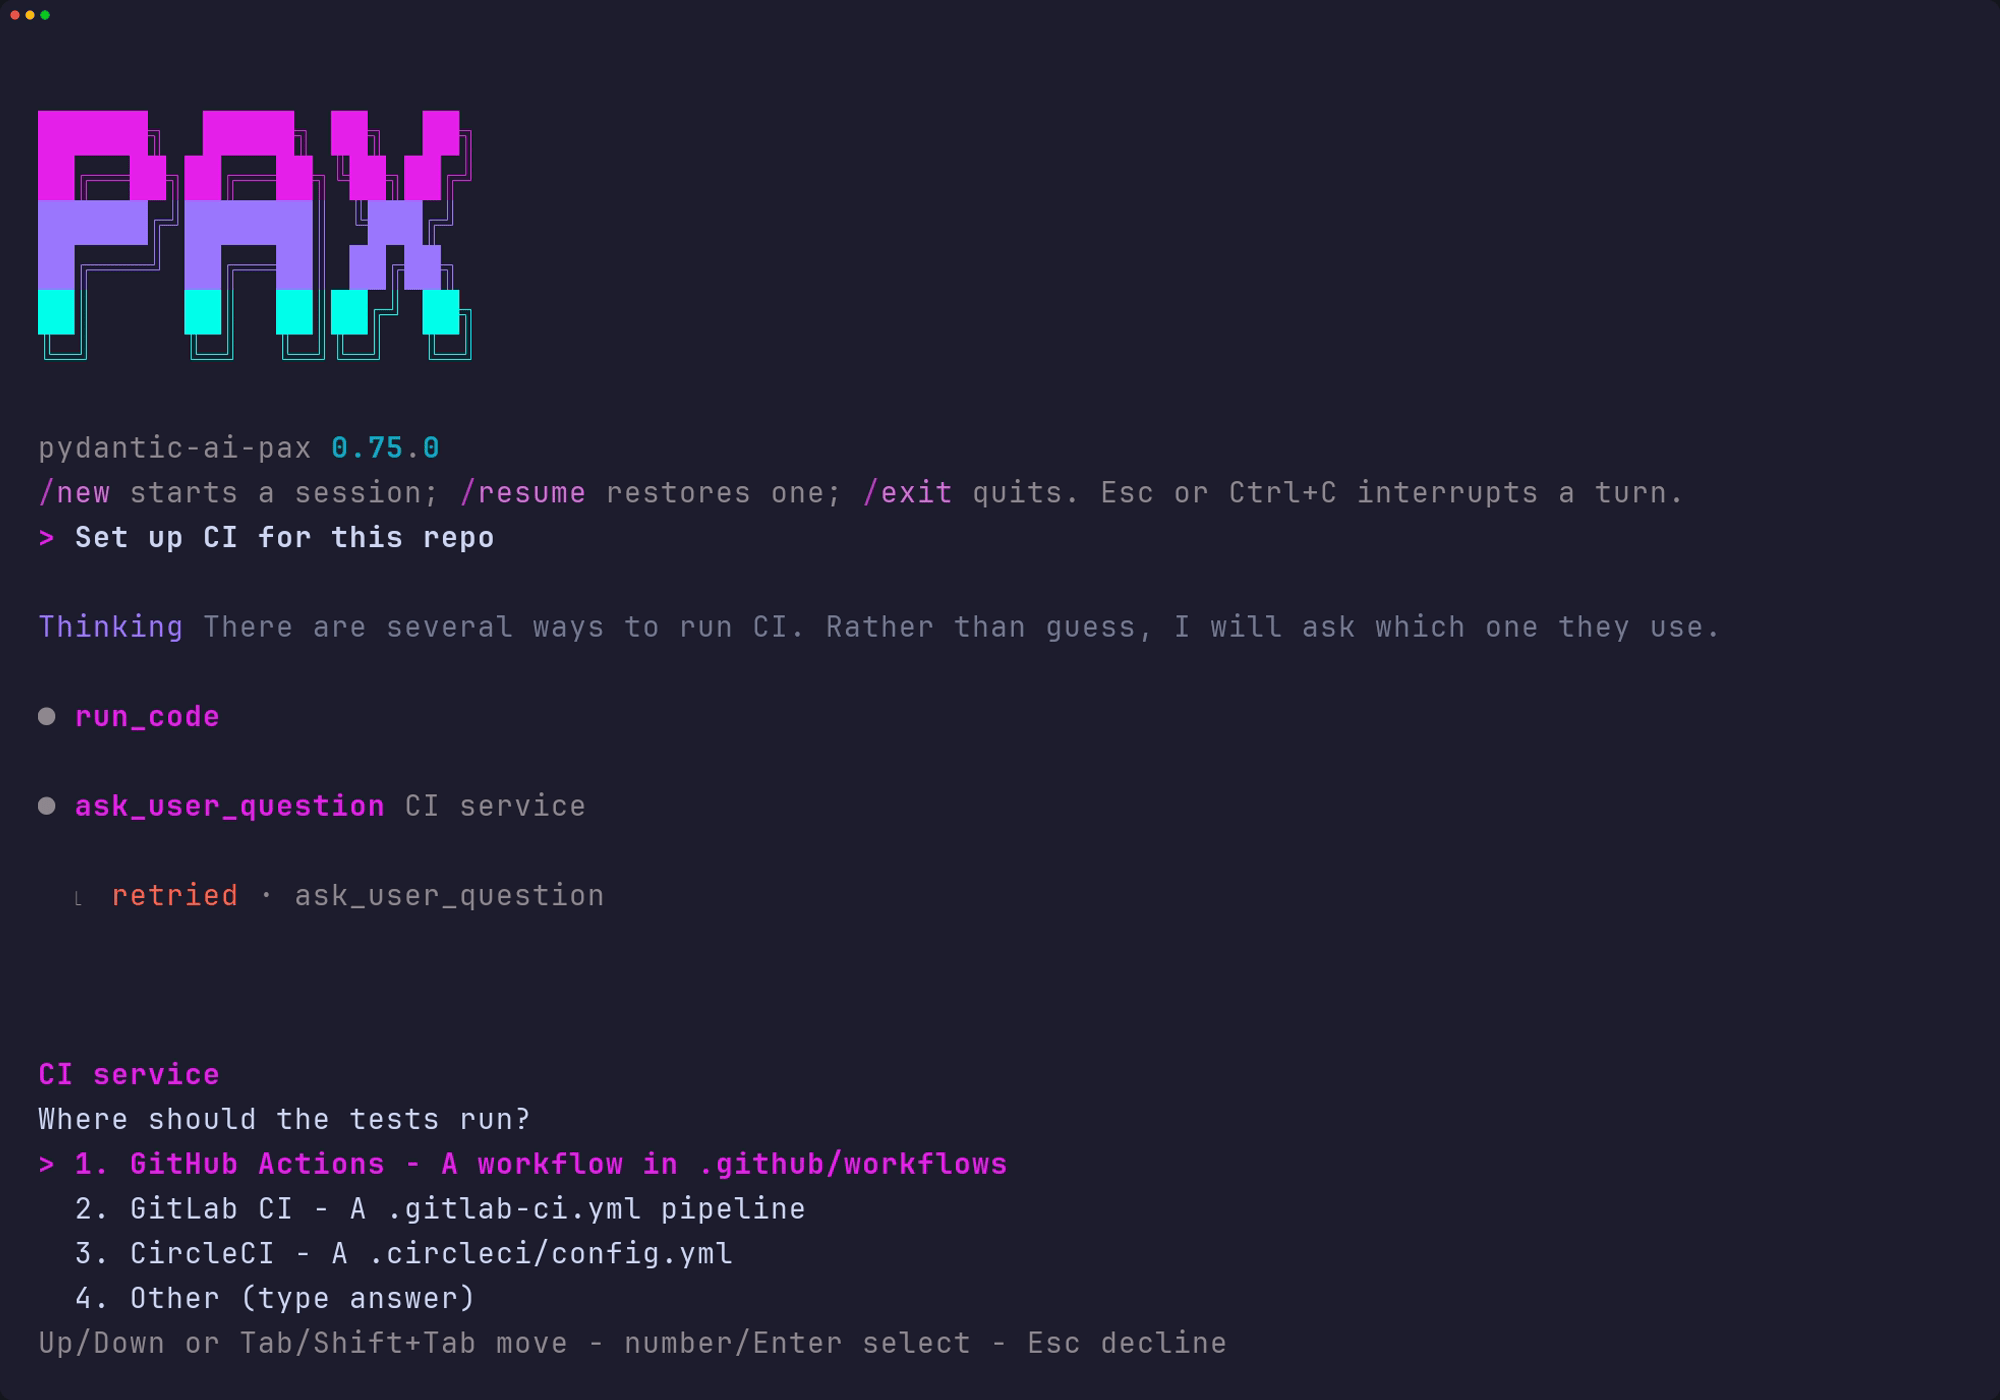 PAX
pydantic-ai-pax 0.75.0
/new starts a session; /resume restores one; /exit quits. Esc or Ctrl+C interrupts a turn.
> Set up CI for this repo
Thinking There are several ways to run CI. Rather than guess, I will ask which one they use.
● run_code
● ask_user_question CI service
⎿ retried · ask_user_question
CI service
Where should the tests run?
> 1. GitHub Actions - A workflow in .github/workflows
2. GitLab CI - A .gitlab-ci.yml pipeline
3. CircleCI - A .circleci/config.yml
4. Other (type answer)
Up/Down or Tab/Shift+Tab move - number/Enter select - Esc decline